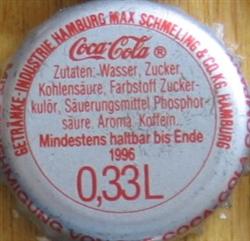 GETRÄNKE-INDUSTRIE HAMBURG MAX SCHMELING & CO. KG HAMBURG
Coca-Cola ®
Zutaten: Wasser, Zucker,
Kohlensäure, Farbstoff Zucker-
kulör, Säuerungsmittel Phosphor-
säure, Aroma, Koffein..
Mindestens haltbar bis Ende
1996
0,33L